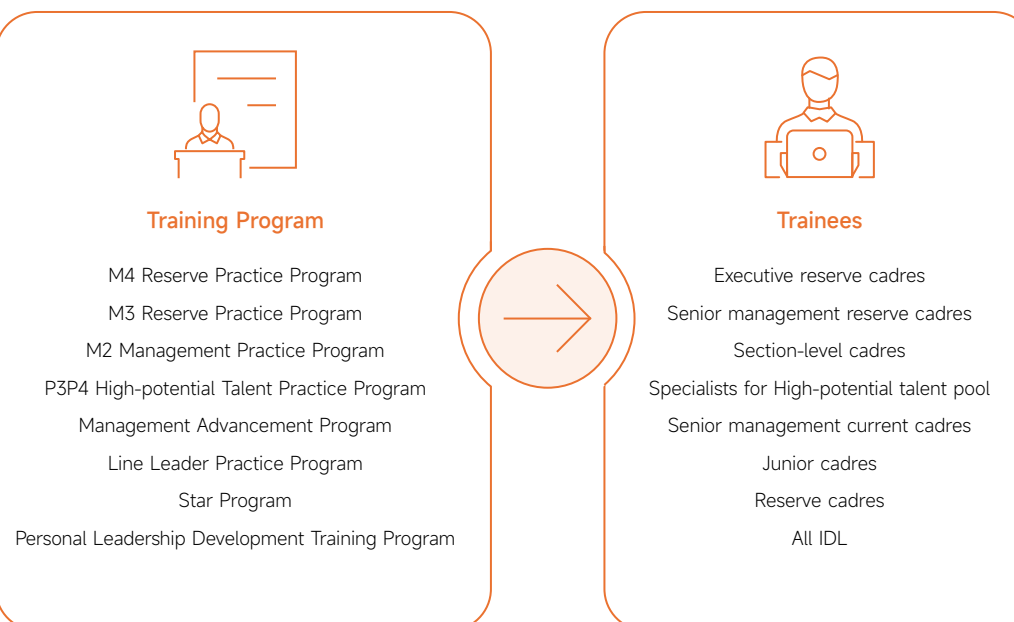 Training Program
M4 Reserve Practice Program
M3 Reserve Practice Program
M2 Management Practice Program
P3P4 High-potential Talent Practice Program
Management Advancement Program
Line Leader Practice Program
Star Program
Personal Leadership Development Training Program
Trainees
Executive reserve cadres
Senior management reserve cadres
Section-level cadres
Specialists for High-potential talent pool
Senior management current cadres
Junior cadres
Reserve cadres
All IDL